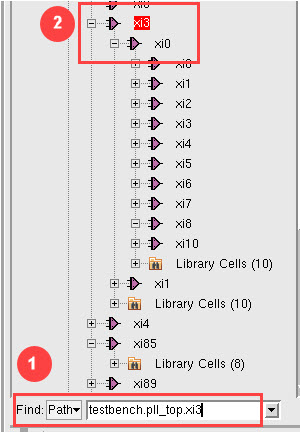 2
xi3
xi0
xi0
xi1
xi2
xi3
xi4
xi5
xi6
xi7
xi8
xi10
Library Cells (10)
xi1
Library Cells (10)
xi4
xi85
Library Cells (8)
xi89
1
Find: Path testbench.pll_top.xi3